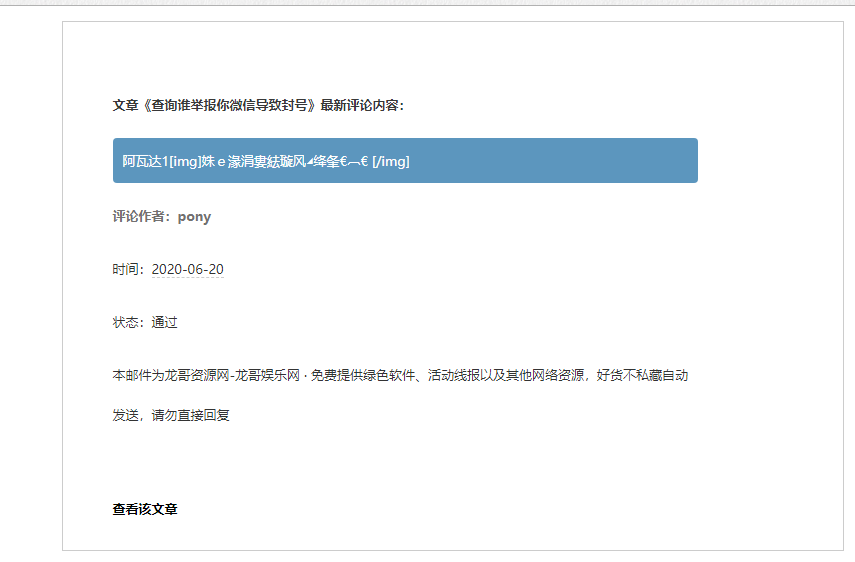 文章《查询谁举报你微信导致封号》最新评论内容：
阿瓦达1[img]姝ｅ湪涓婁紶璇风◢绛夆€︹€ [/img]
评论作者：pony
时间：2020-06-20
状态：通过
本邮件为龙哥资源网-龙哥娱乐网 · 免费提供绿色软件、活动线报以及其他网络资源，好货不私藏自动
发送，请勿直接回复
查看该文章